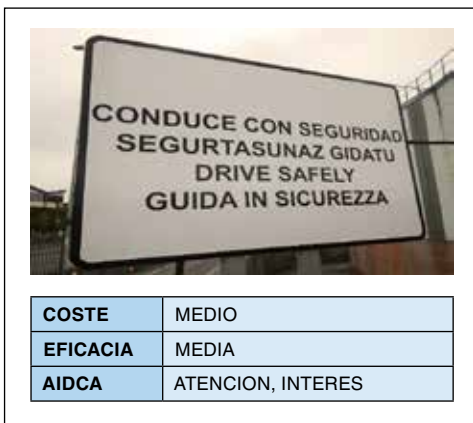 CONDUCE CON SEGURIDAD
SEGURTASUNAZ GIDATU
DRIVE SAFELY
GUIDA IN SICUREZZA
COSTE MEDIO
EFICACIA MEDIA
AIDCA ATENCION, INTERES